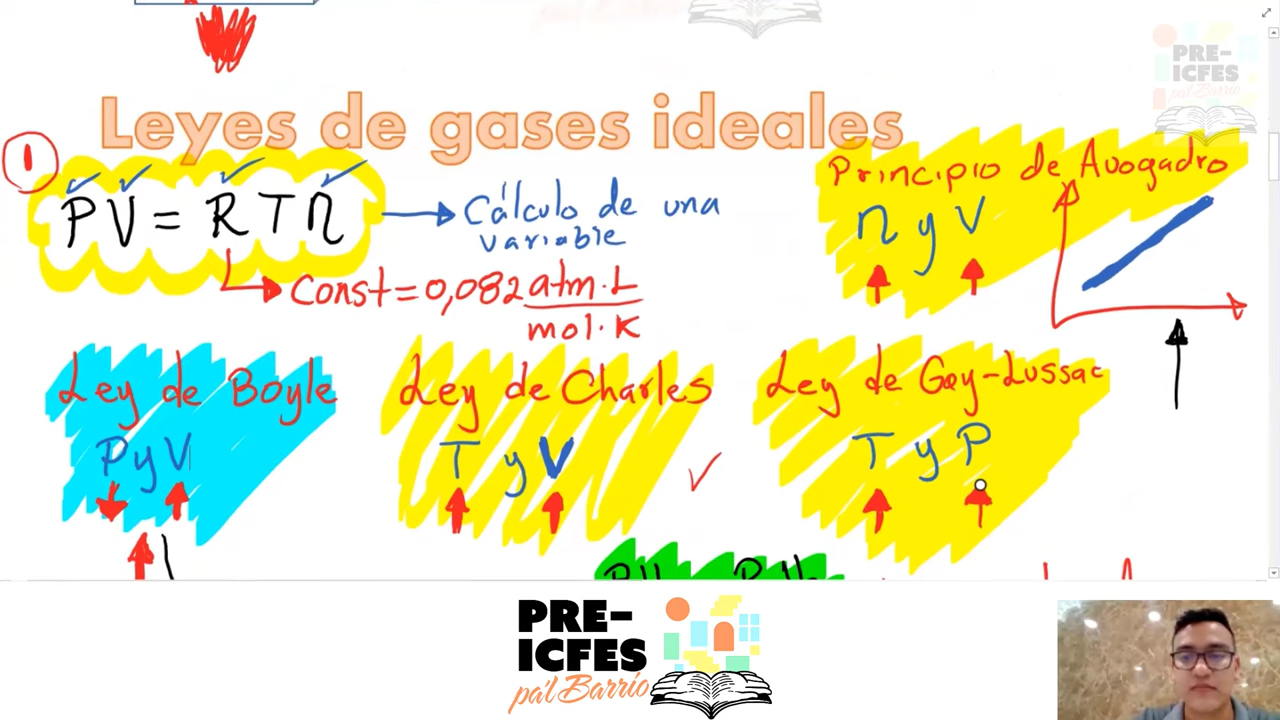 PRE-
ICFES
pa'l Barrio
Leyes de gases ideales
1
PV = RTn
Cálculo de una
variable
Const = 0,082 atm·L
mol·K
Principio de Avogadro
n y V
Ley de Boyle
P y V
Ley de Charles
T y V
Ley de Gay-Lussac
T y P
PRE-
ICFES
pa'l Barrio